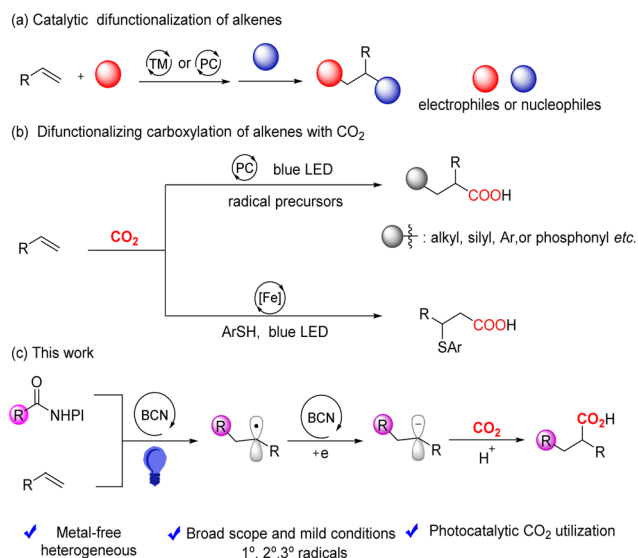 (a) Catalytic difunctionalization of alkenes
R + TM or PC R
electrophiles or nucleophiles
(b) Difunctionalizing carboxylation of alkenes with CO2
PC blue LED R COOH
radical precursors
R CO2 : alkyl, silyl, Ar,or phosphonyl etc.
[Fe] R COOH
ArSH, blue LED SAr
(c) This work
O
R NHPI BCN R • R BCN R − R CO2 CO2H
+e H+ R R
R
Metal-free Broad scope and mild conditions Photocatalytic CO2 utilization
heterogeneous 1°, 2°,3° radicals